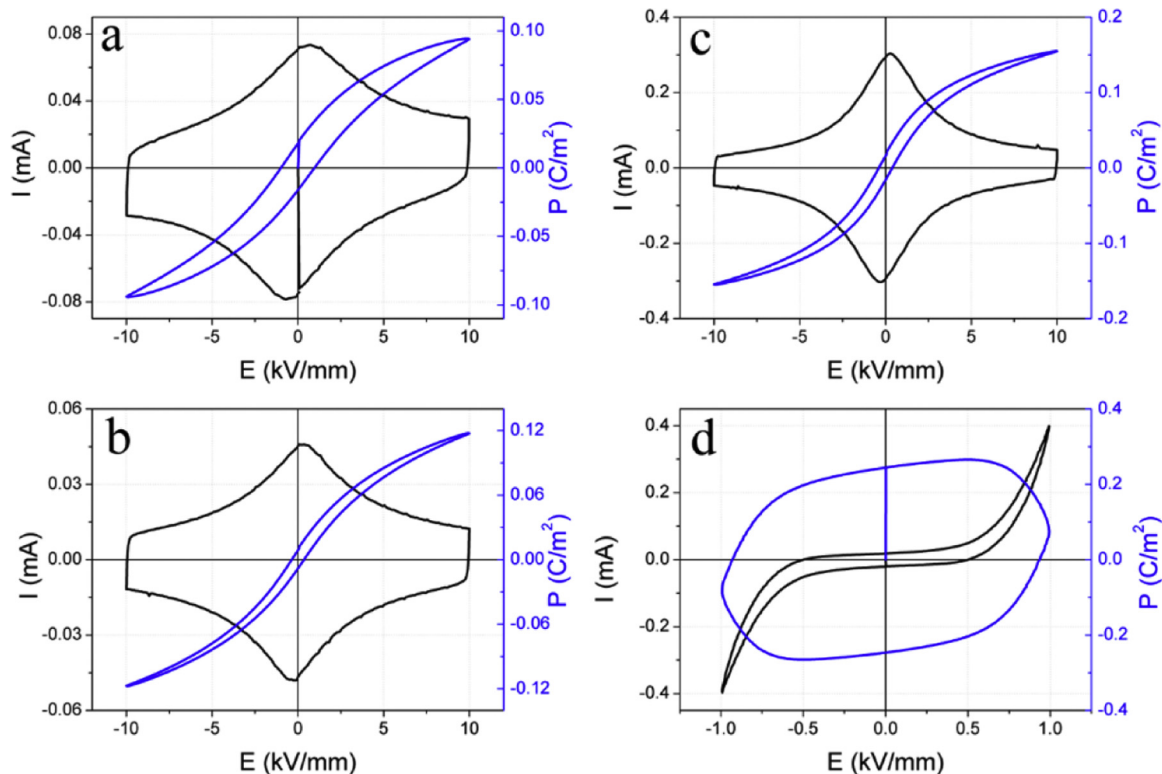 a
0.08
0.04
0.00
-0.04
-0.08
I (mA)
0.10
0.05
0.00
-0.05
-0.10
P (C/m²)
-10 -5 0 5 10
E (kV/mm)
c
0.4
0.2
0.0
-0.2
-0.4
I (mA)
0.2
0.1
0.0
-0.1
-0.2
P (C/m²)
-10 -5 0 5 10
E (kV/mm)
b
0.06
0.03
0.00
-0.03
-0.06
I (mA)
0.12
0.06
0.00
-0.06
-0.12
P (C/m²)
-10 -5 0 5 10
E (kV/mm)
d
0.4
0.2
0.0
-0.2
-0.4
I (mA)
0.4
0.2
0.0
-0.2
-0.4
P (C/m²)
-1.0 -0.5 0.0 0.5 1.0
E (kV/mm)